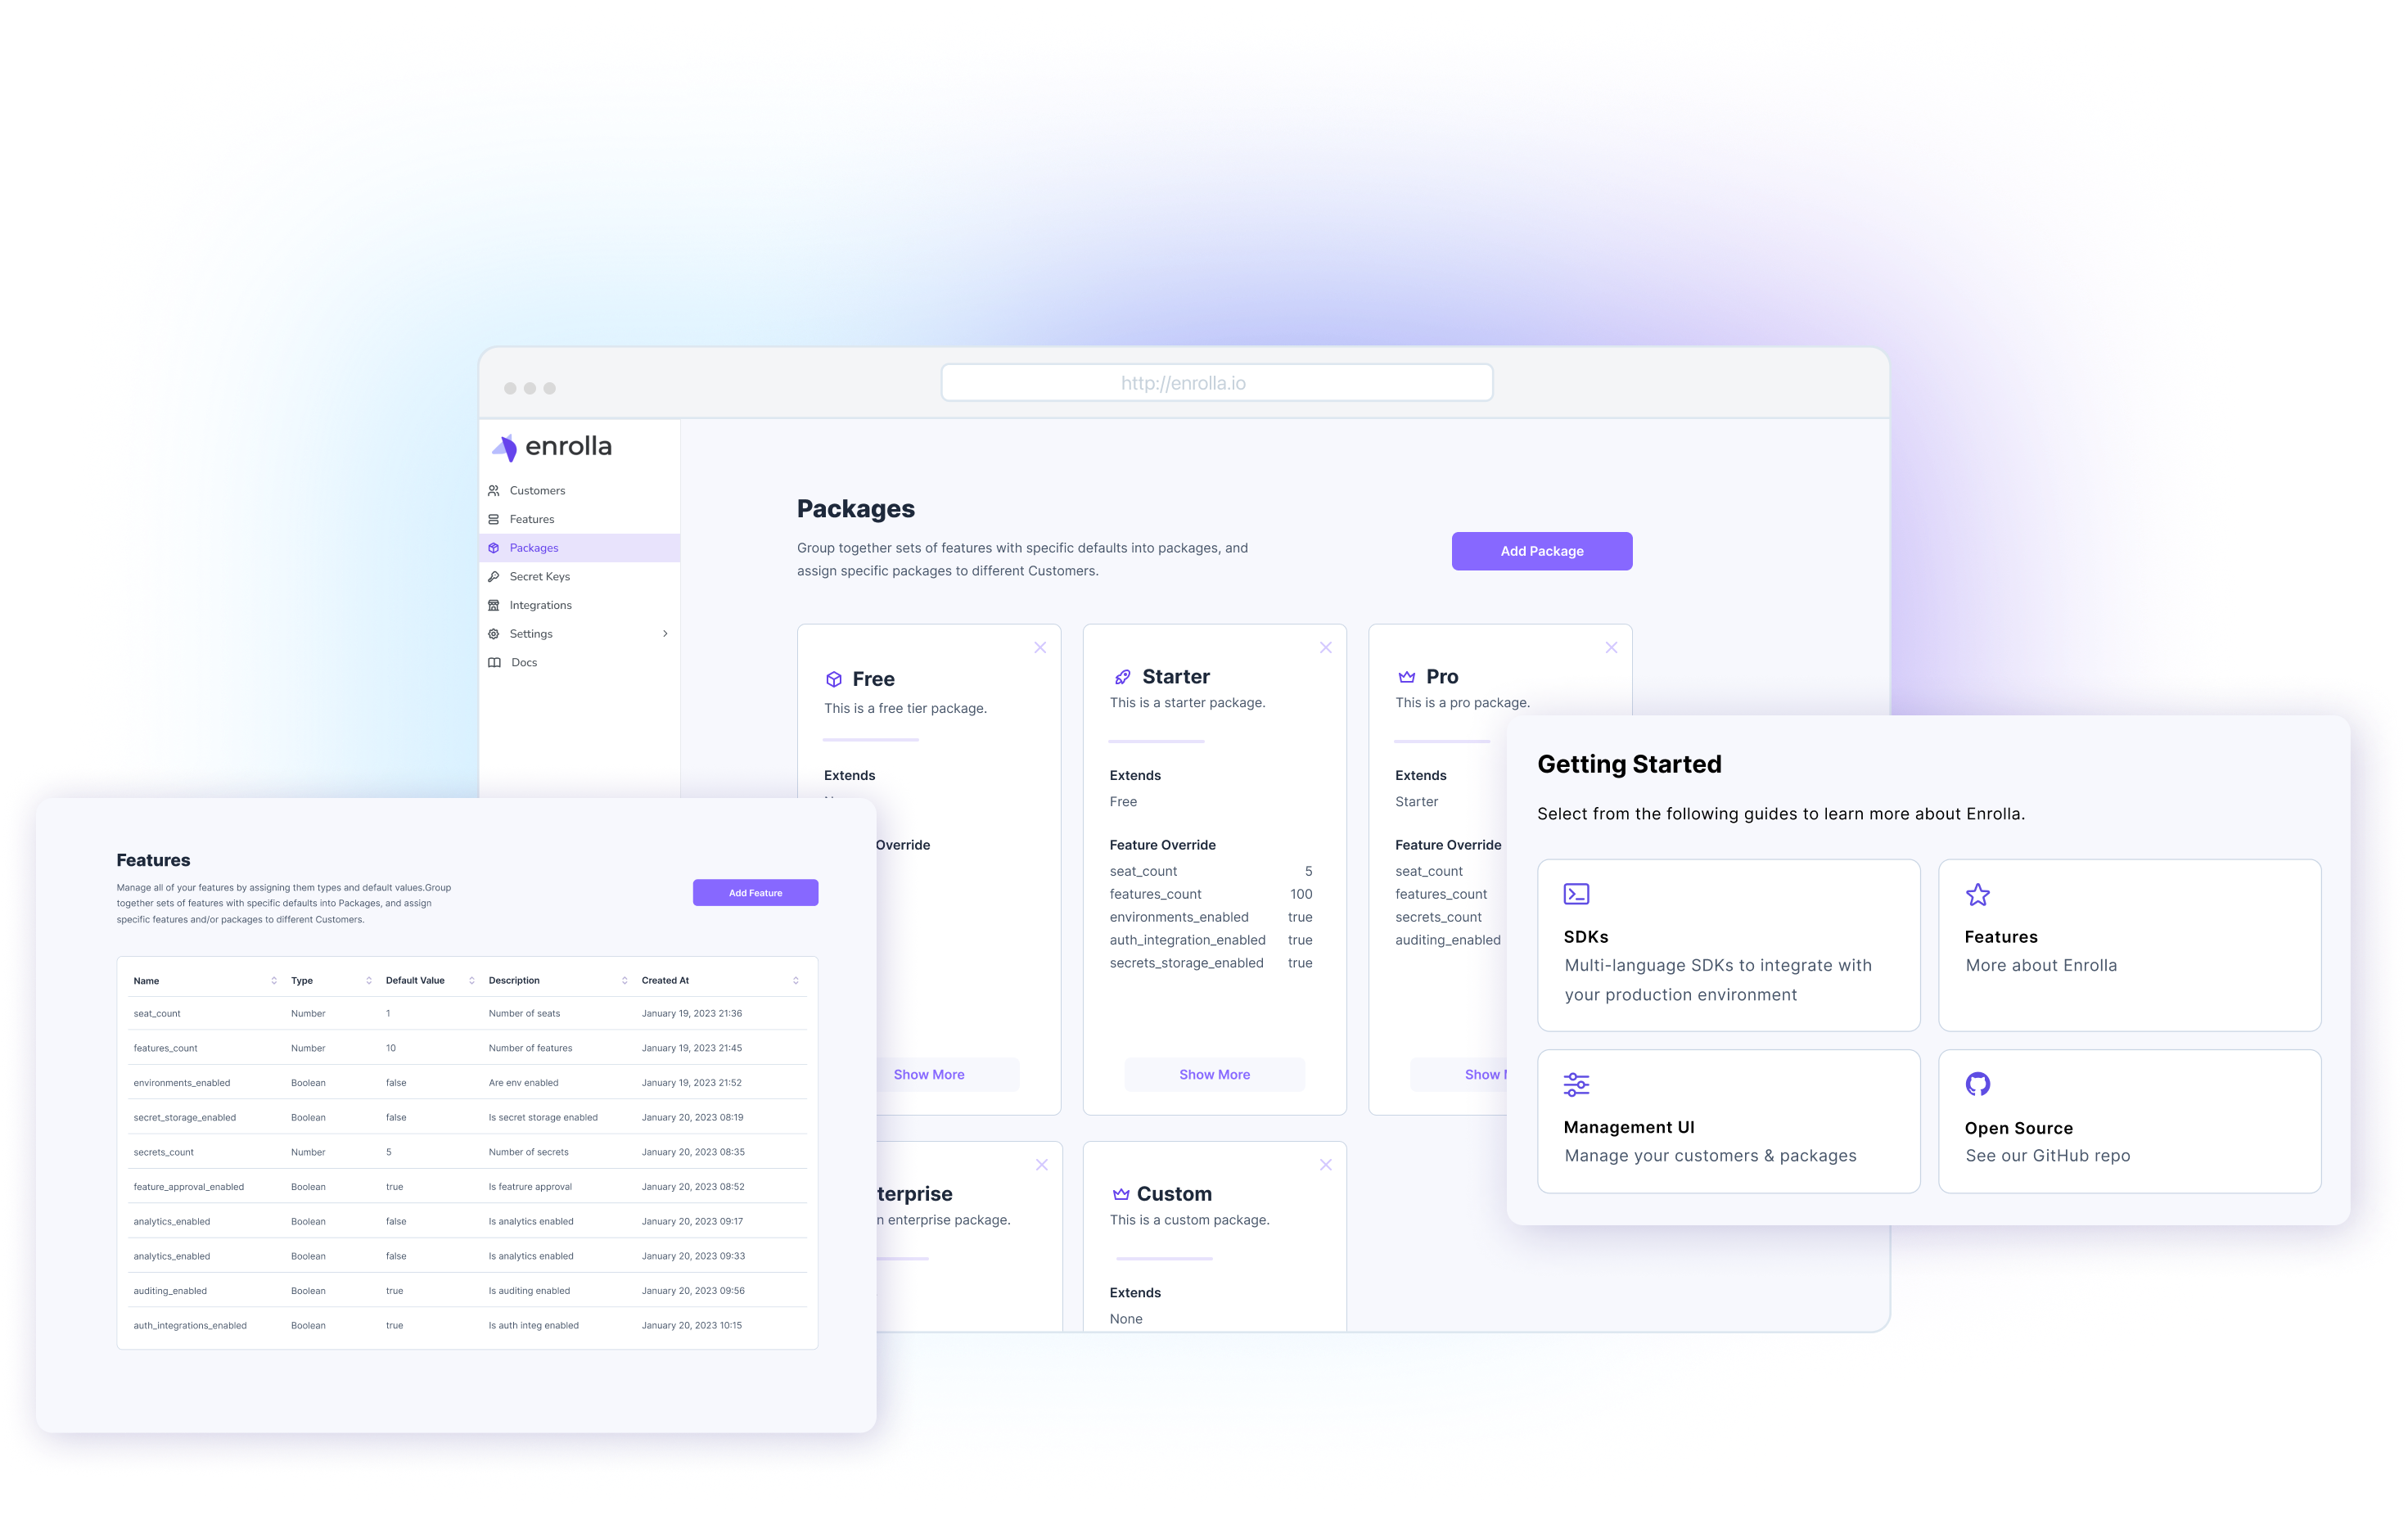 http://enrolla.io
enrolla
Customers
Features
Packages
Secret Keys
Integrations
Settings
Docs
Packages
Group together sets of features with specific defaults into packages, and
assign specific packages to different Customers.
Add Package
Free
This is a free tier package.
Extends
Override
Show More
Starter
This is a starter package.
Extends
Free
Feature Override
seat_count 5
features_count 100
environments_enabled true
auth_integration_enabled true
secrets_storage_enabled true
Show More
Pro
This is a pro package.
Extends
Starter
Feature Override
seat_count
features_count
secrets_count
auditing_enabled
Show
terprise
n enterprise package.
Custom
This is a custom package.
Extends
None
Features
Manage all of your features by assigning them types and default values.Group
together sets of features with specific defaults into Packages, and assign
specific features and/or packages to different Customers.
Add Feature
Name Type Default Value Description Created At
seat_count Number 1 Number of seats January 19, 2023 21:36
features_count Number 10 Number of features January 19, 2023 21:45
environments_enabled Boolean false Are env enabled January 19, 2023 21:52
secret_storage_enabled Boolean false Is secret storage enabled January 20, 2023 08:19
secrets_count Number 5 Number of secrets January 20, 2023 08:35
feature_approval_enabled Boolean true Is featrure approval January 20, 2023 08:52
analytics_enabled Boolean false Is analytics enabled January 20, 2023 09:17
analytics_enabled Boolean false Is analytics enabled January 20, 2023 09:33
auditing_enabled Boolean true Is auditing enabled January 20, 2023 09:56
auth_integrations_enabled Boolean true Is auth integ enabled January 20, 2023 10:15
Getting Started
Select from the following guides to learn more about Enrolla.
SDKs
Multi-language SDKs to integrate with
your production environment
Features
More about Enrolla
Management UI
Manage your customers & packages
Open Source
See our GitHub repo